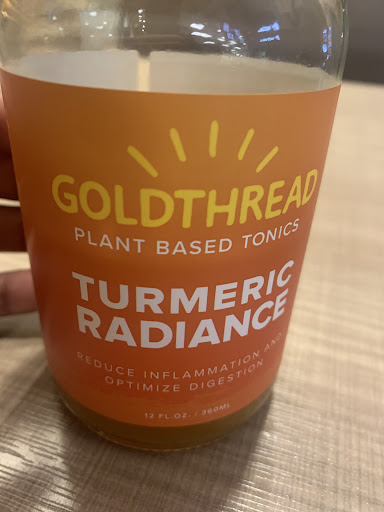 GOLDTHREAD
PLANT BASED TONICS
TURMERIC
RADIANCE
REDUCE INFLAMMATION AND
OPTIMIZE DIGESTION
12 FL.OZ. / 360ML